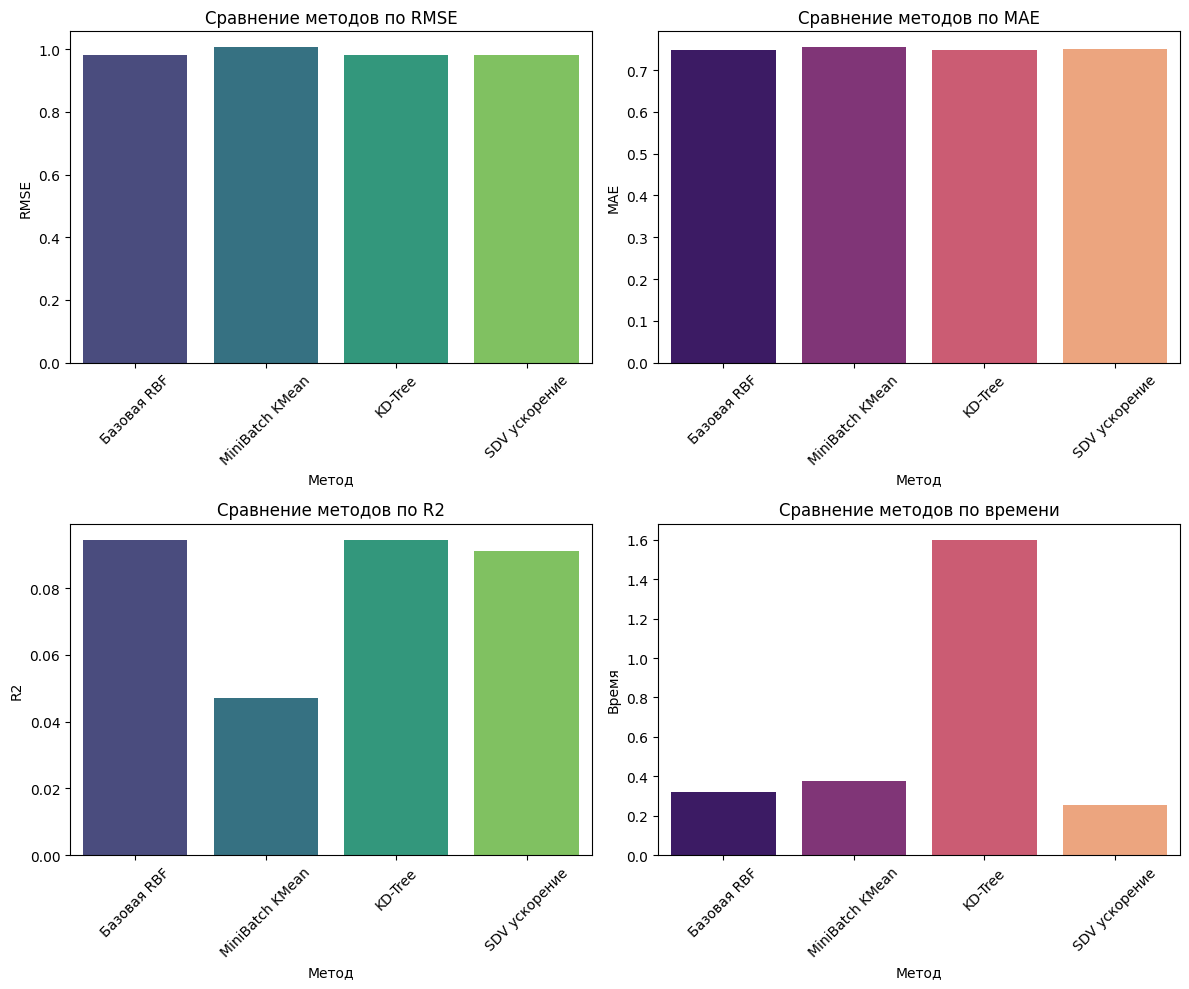 Сравнение методов по RMSE
RMSE
1.0
0.8
0.6
0.4
0.2
0.0
Базовая RBF
MiniBatch KMean
KD-Tree
SDV ускорение
Метод
Сравнение методов по MAE
MAE
0.7
0.6
0.5
0.4
0.3
0.2
0.1
0.0
Базовая RBF
MiniBatch KMean
KD-Tree
SDV ускорение
Метод
Сравнение методов по R2
R2
0.08
0.06
0.04
0.02
0.00
Базовая RBF
MiniBatch KMean
KD-Tree
SDV ускорение
Метод
Сравнение методов по времени
Время
1.6
1.4
1.2
1.0
0.8
0.6
0.4
0.2
0.0
Базовая RBF
MiniBatch KMean
KD-Tree
SDV ускорение
Метод